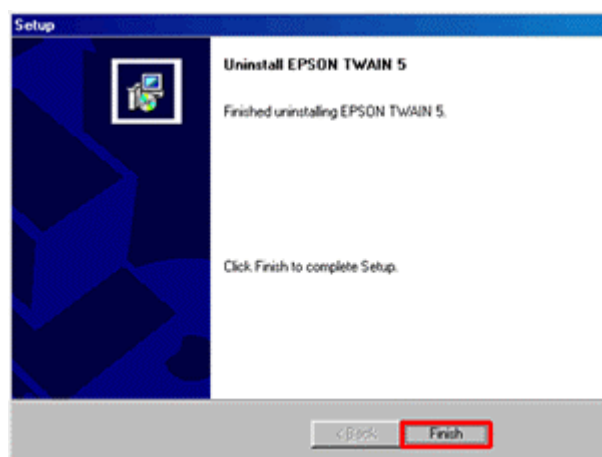 Setup
Uninstall EPSON TWAIN 5
Finished uninstalling EPSON TWAIN 5.
Click Finish to complete Setup.
< Back
Finish